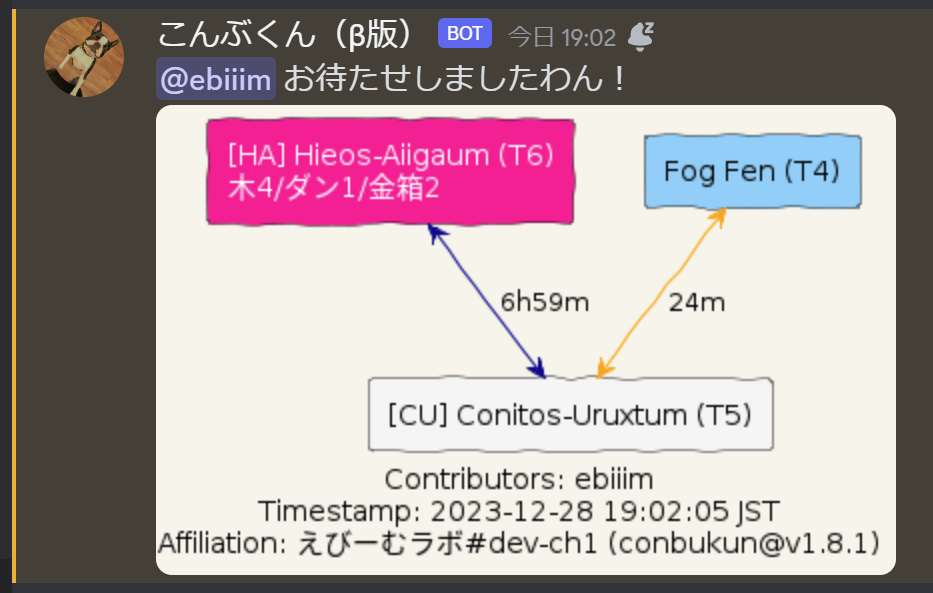 こんぶくん（β版） BOT 今日 19:02
@ebiiim お待たせしましたわん！
[HA] Hieos-Aiigaum (T6)
木4/ダン1/金箱2
Fog Fen (T4)
6h59m
24m
[CU] Conitos-Uruxtum (T5)
Contributors: ebiiim
Timestamp: 2023-12-28 19:02:05 JST
Affiliation: えびーむラボ#dev-ch1 (conbukun@v1.8.1)